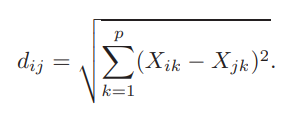 $d_{ij} = \sqrt{\sum_{k=1}^{p} (X_{ik} - X_{jk})^2}.$